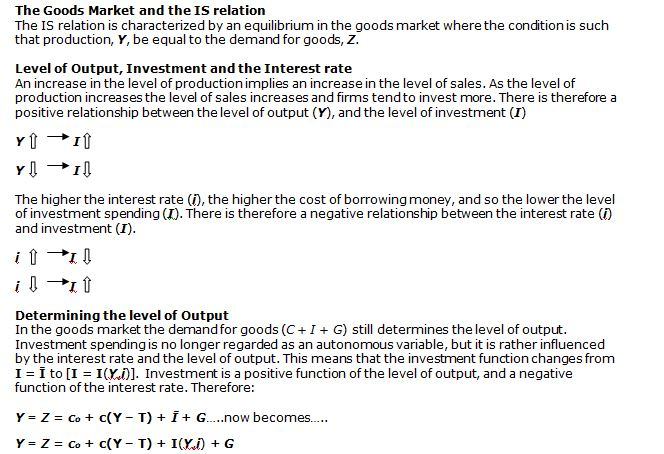 The Goods Market and the IS relation
The IS relation is characterized by an equilibrium in the goods market where the condition is such
that production, Y, be equal to the demand for goods, Z.
Level of Output, Investment and the Interest rate
An increase in the level of production implies an increase in the level of sales. As the level of
production increases the level of sales increases and firms tend to invest more. There is therefore a
positive relationship between the level of output (Y), and the level of investment (I)
Y ⇧ → I ⇧
Y ⇩ → I ⇩
The higher the interest rate (i), the higher the cost of borrowing money, and so the lower the level
of investment spending (I). There is therefore a negative relationship between the interest rate (i)
and investment (I).
i ⇧ → I ⇩
i ⇩ → I ⇧
Determining the level of Output
In the goods market the demand for goods (C + I + G) still determines the level of output.
Investment spending is no longer regarded as an autonomous variable, but it is rather influenced
by the interest rate and the level of output. This means that the investment function changes from
I = Ī to [I = I(Y,i)]. Investment is a positive function of the level of output, and a negative
function of the interest rate. Therefore:
Y = Z = c₀ + c(Y – T) + Ī + G.....now becomes.....
Y = Z = c₀ + c(Y – T) + I(Y,i) + G